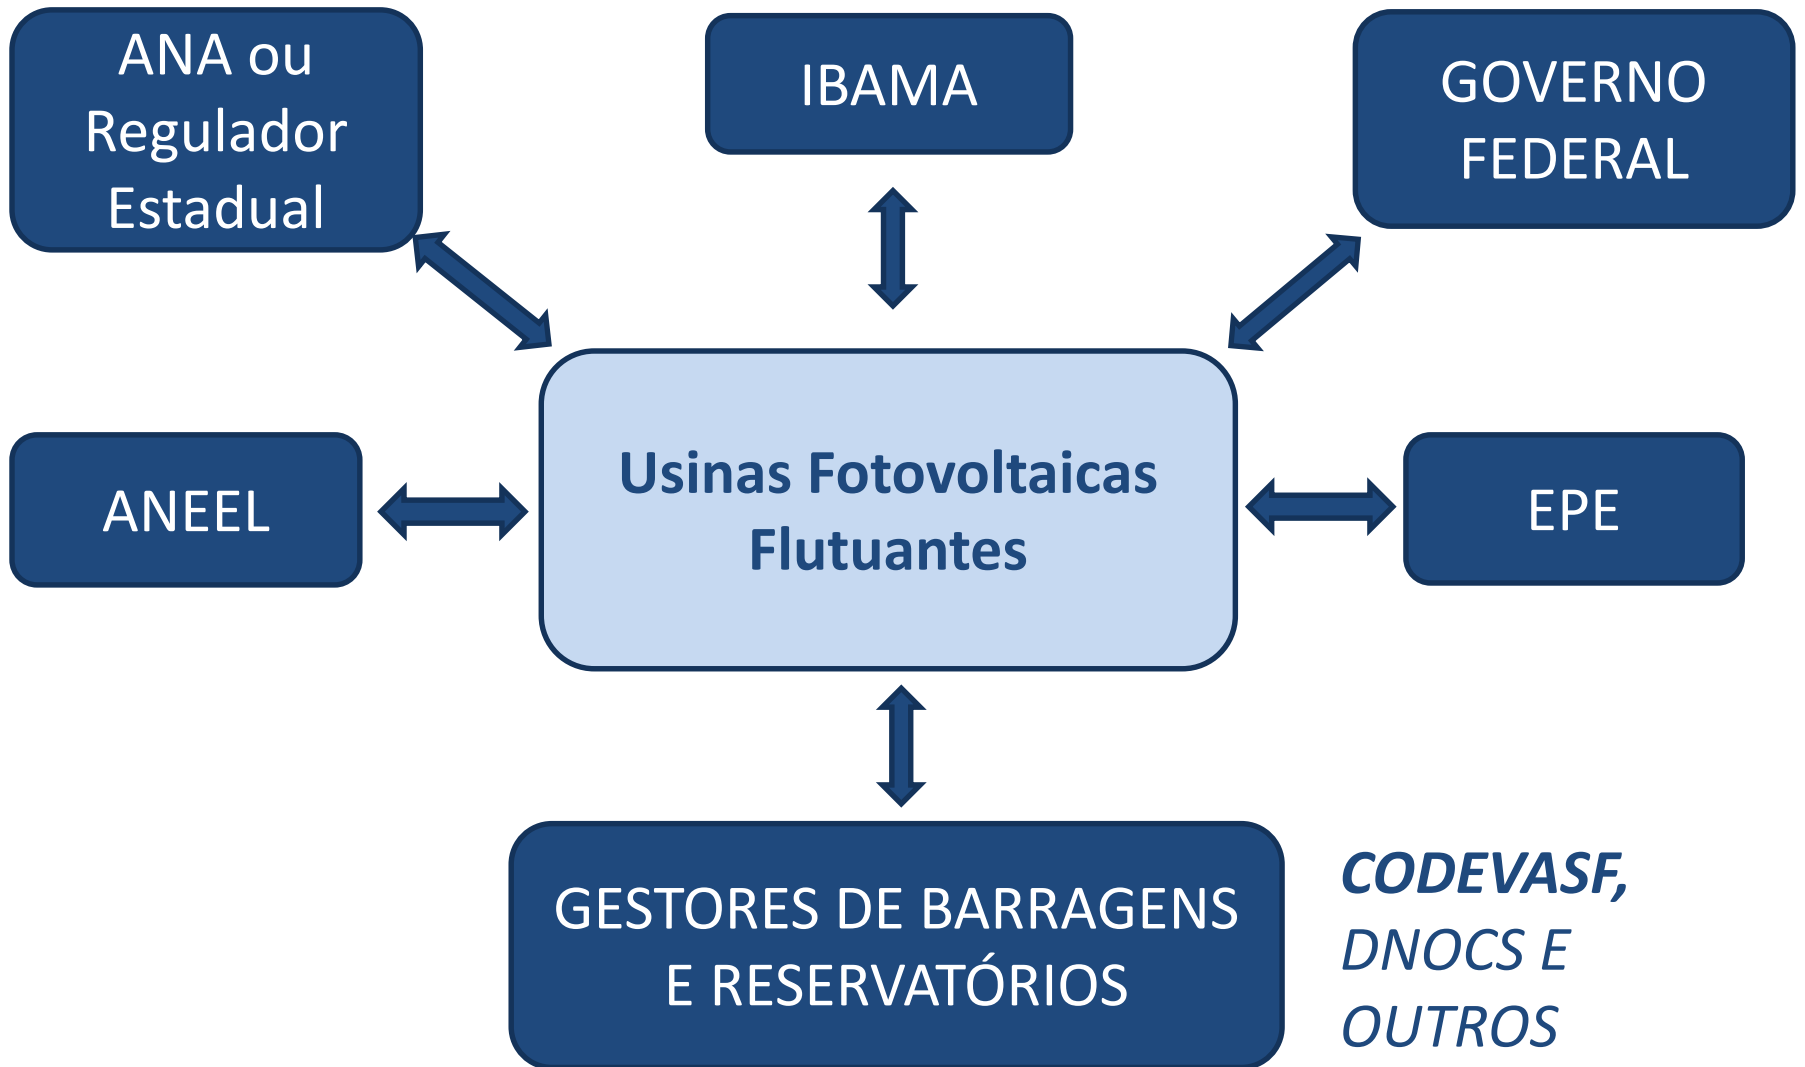 ANA ou
Regulador
Estadual
IBAMA
GOVERNO
FEDERAL
ANEEL
Usinas Fotovoltaicas
Flutuantes
EPE
GESTORES DE BARRAGENS
E RESERVATÓRIOS
CODEVASF,
DNOCS E
OUTROS